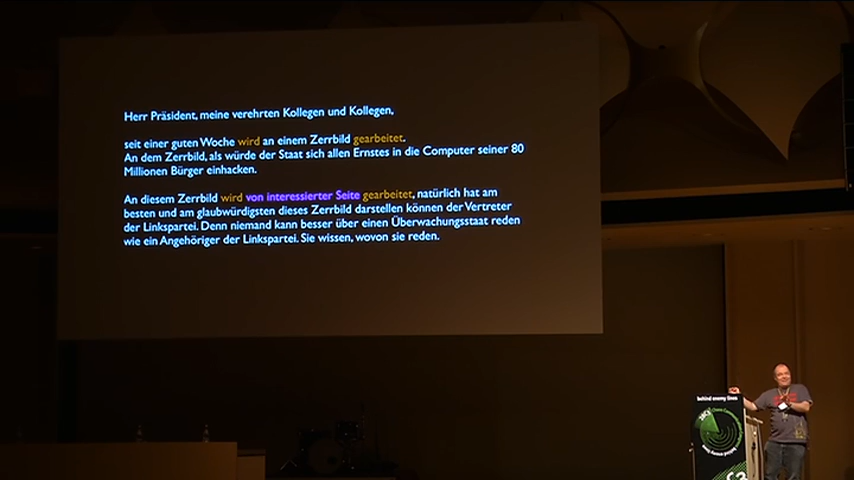 Herr Präsident, meine verehrten Kollegen und Kollegen,
seit einer guten Woche wird an einem Zerrbild gearbeitet.
An dem Zerrbild, als würde der Staat sich allen Ernstes in die Computer seiner 80
Millionen Bürger einhacken.
An diesem Zerrbild wird von interessierter Seite gearbeitet, natürlich hat am
besten und am glaubwürdigsten dieses Zerrbild darstellen können der Vertreter
der Linkspartei. Denn niemand kann besser über einen Überwachungsstaat reden
wie ein Angehöriger der Linkspartei. Sie wissen, wovon sie reden.
behind enemy lines